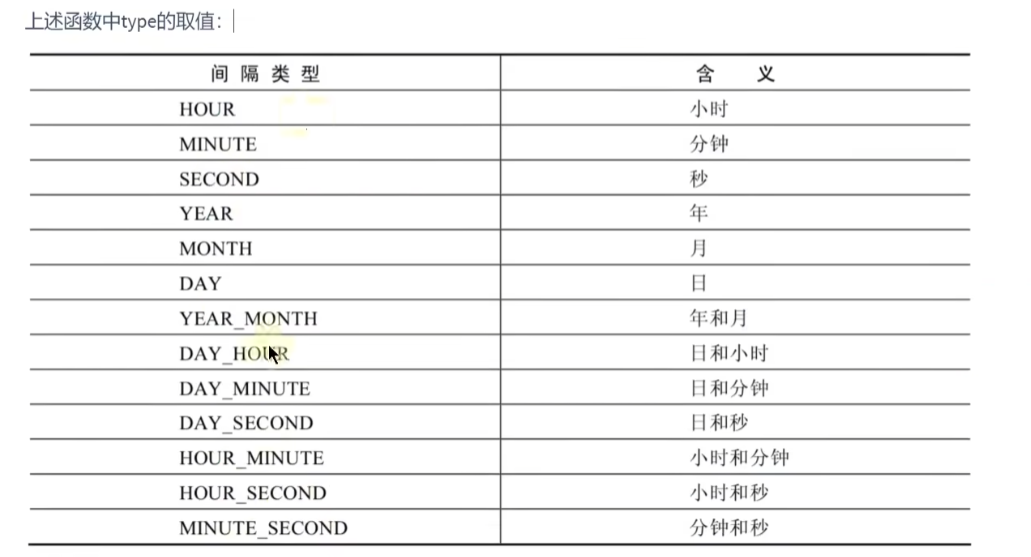 上述函数中type的取值：
间隔类型 含义
HOUR 小时
MINUTE 分钟
SECOND 秒
YEAR 年
MONTH 月
DAY 日
YEAR_MONTH 年和月
DAY_HOUR 日和小时
DAY_MINUTE 日和分钟
DAY_SECOND 日和秒
HOUR_MINUTE 小时和分钟
HOUR_SECOND 小时和秒
MINUTE_SECOND 分钟和秒